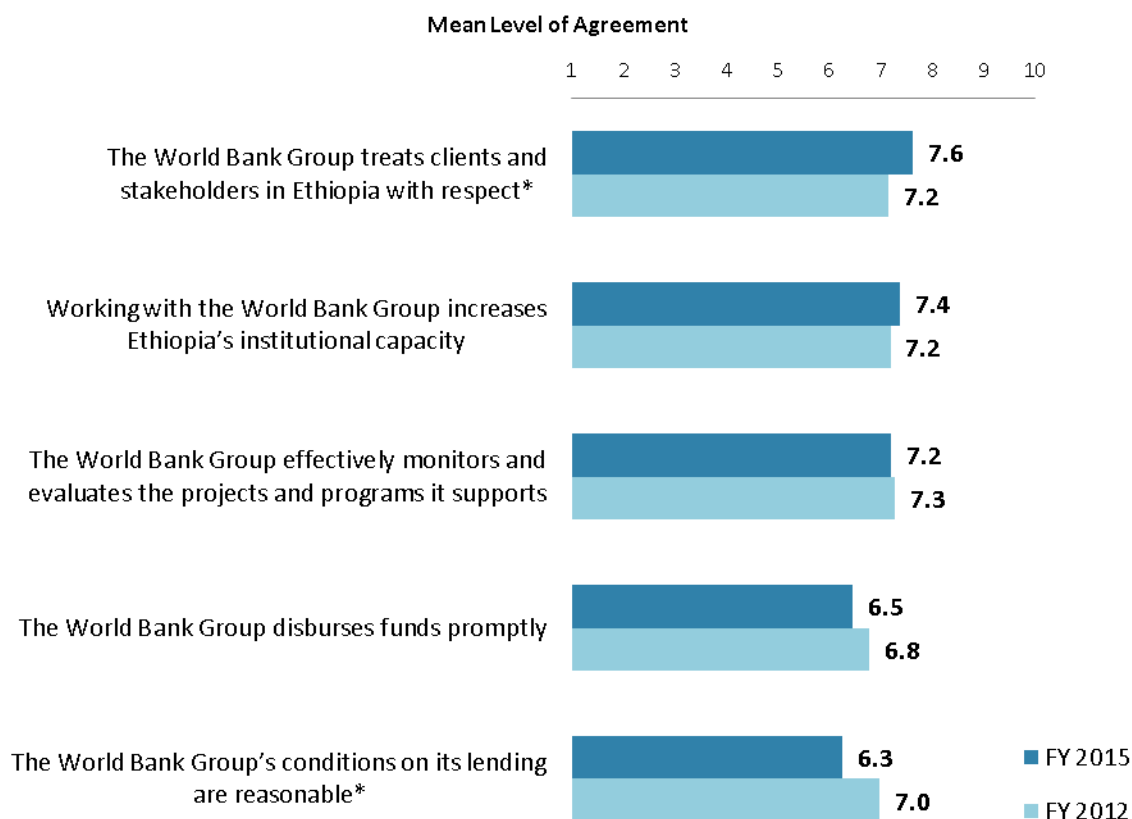 Mean Level of Agreement
1 2 3 4 5 6 7 8 9 10
The World Bank Group treats clients and
stakeholders in Ethiopia with respect*
7.6
7.2
Working with the World Bank Group increases
Ethiopia’s institutional capacity
7.4
7.2
The World Bank Group effectively monitors and
evaluates the projects and programs it supports
7.2
7.3
The World Bank Group disburses funds promptly
6.5
6.8
The World Bank Group’s conditions on its lending
are reasonable*
6.3
7.0
FY 2015
FY 2012